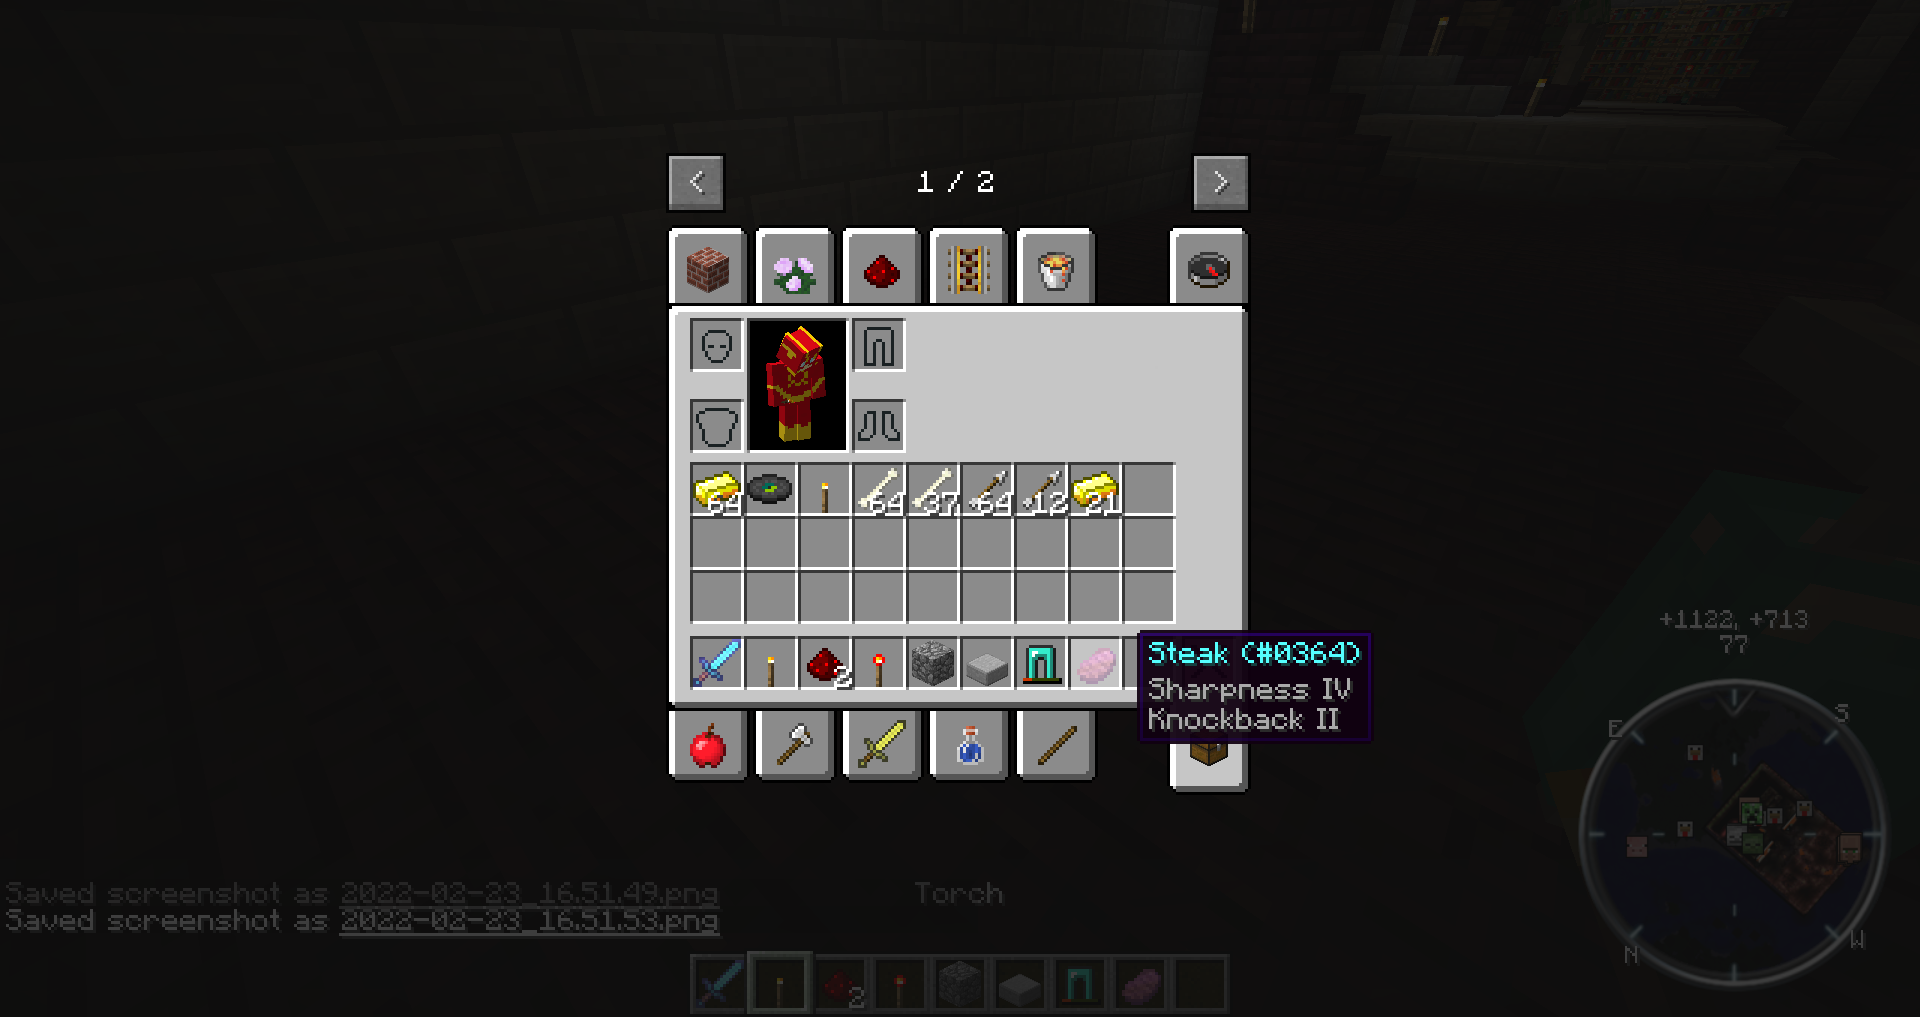 <
1 / 2
>
64
64
37
64
12
21
2
Steak (#0364)
Sharpness IV
Knockback II
+1122, +713
77
E
S
N
W
Saved screenshot as 2022-02-23_16.51.49.png
Saved screenshot as 2022-02-23_16.51.53.png
Torch
2